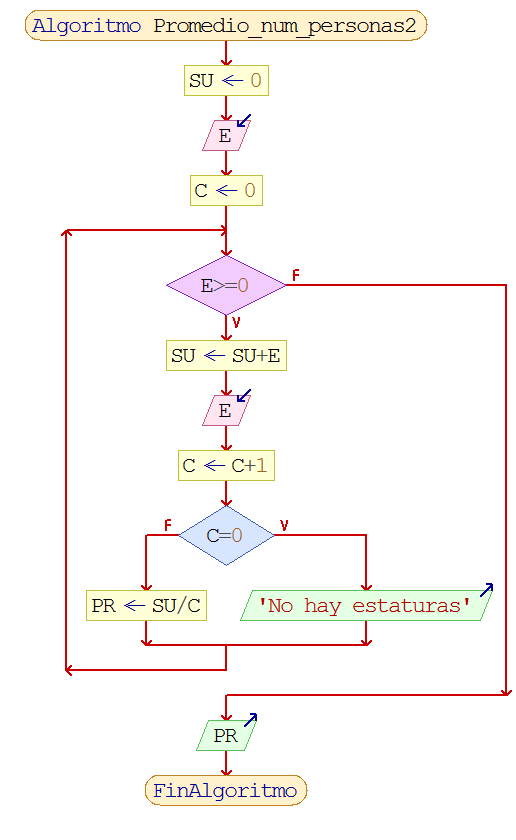 Algoritmo Promedio_num_personas2
SU ← 0
E
C ← 0
E>=0
F
V
SU ← SU+E
E
C ← C+1
F
C=0
V
PR ← SU/C
'No hay estaturas'
PR
FinAlgoritmo